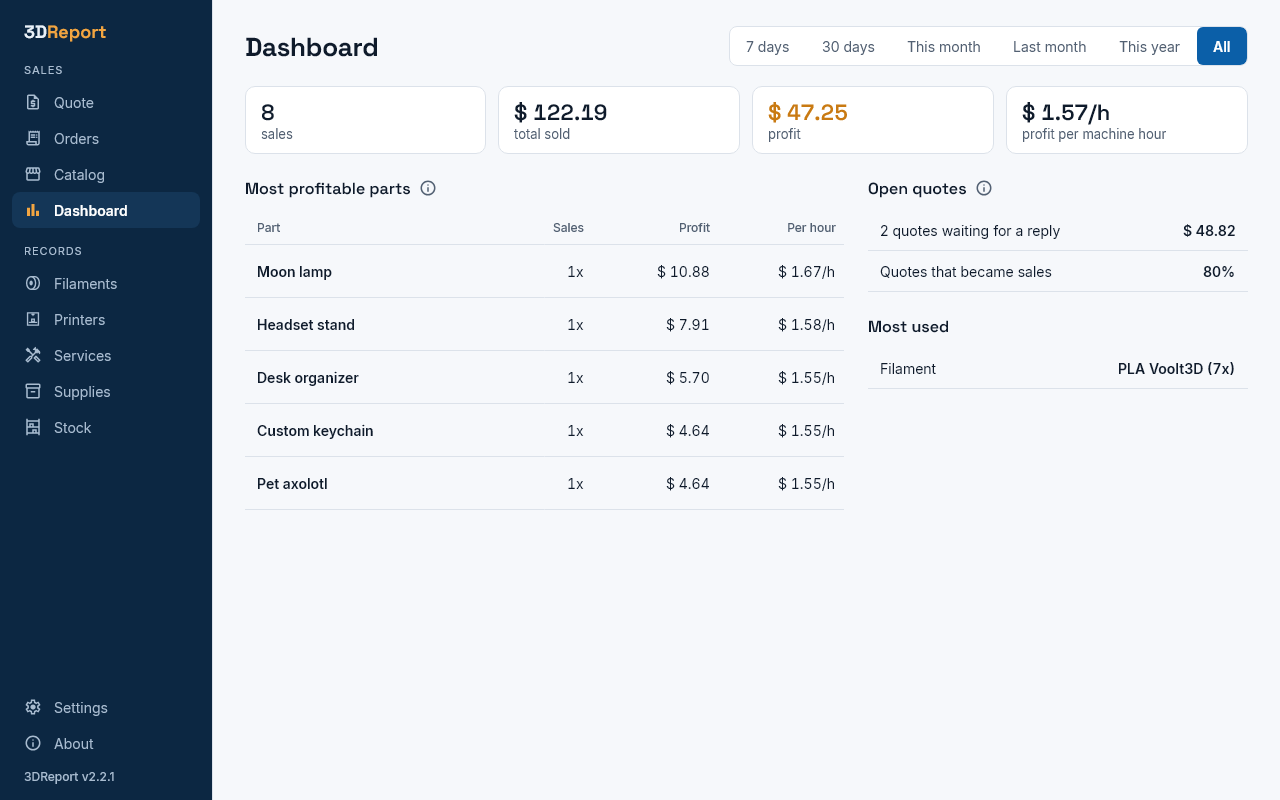 3DReport
SALES
Quote
Orders
Catalog
Dashboard
RECORDS
Filaments
Printers
Services
Supplies
Stock
Settings
About
3DReport v2.2.1
Dashboard
7 days 30 days This month Last month This year All
8
sales
$ 122.19
total sold
$ 47.25
profit
$ 1.57/h
profit per machine hour
Most profitable parts
Part Sales Profit Per hour
Moon lamp 1x $ 10.88 $ 1.67/h
Headset stand 1x $ 7.91 $ 1.58/h
Desk organizer 1x $ 5.70 $ 1.55/h
Custom keychain 1x $ 4.64 $ 1.55/h
Pet axolotl 1x $ 4.64 $ 1.55/h
Open quotes
2 quotes waiting for a reply $ 48.82
Quotes that became sales 80%
Most used
Filament PLA Voolt3D (7x)